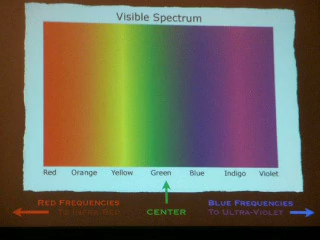 Visible Spectrum
Red Orange Yellow Green Blue Indigo Violet
RED FREQUENCIES
TO INFRA-RED
CENTER
BLUE FREQUENCIES
TO ULTRA-VIOLET